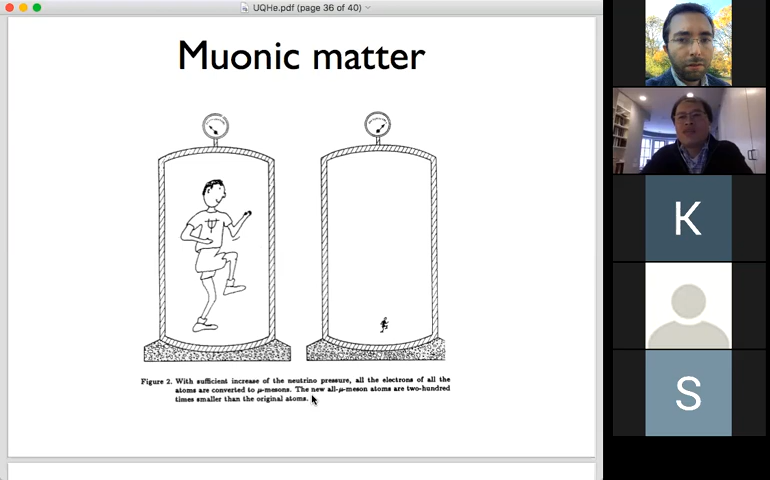 UQHe.pdf (page 36 of 40)
Muonic matter
Figure 2. With sufficient increase of the neutrino pressure, all the electrons of all the
atoms are converted to μ-mesons. The new all-μ-meson atoms are two-hundred
times smaller than the original atoms.
K
S